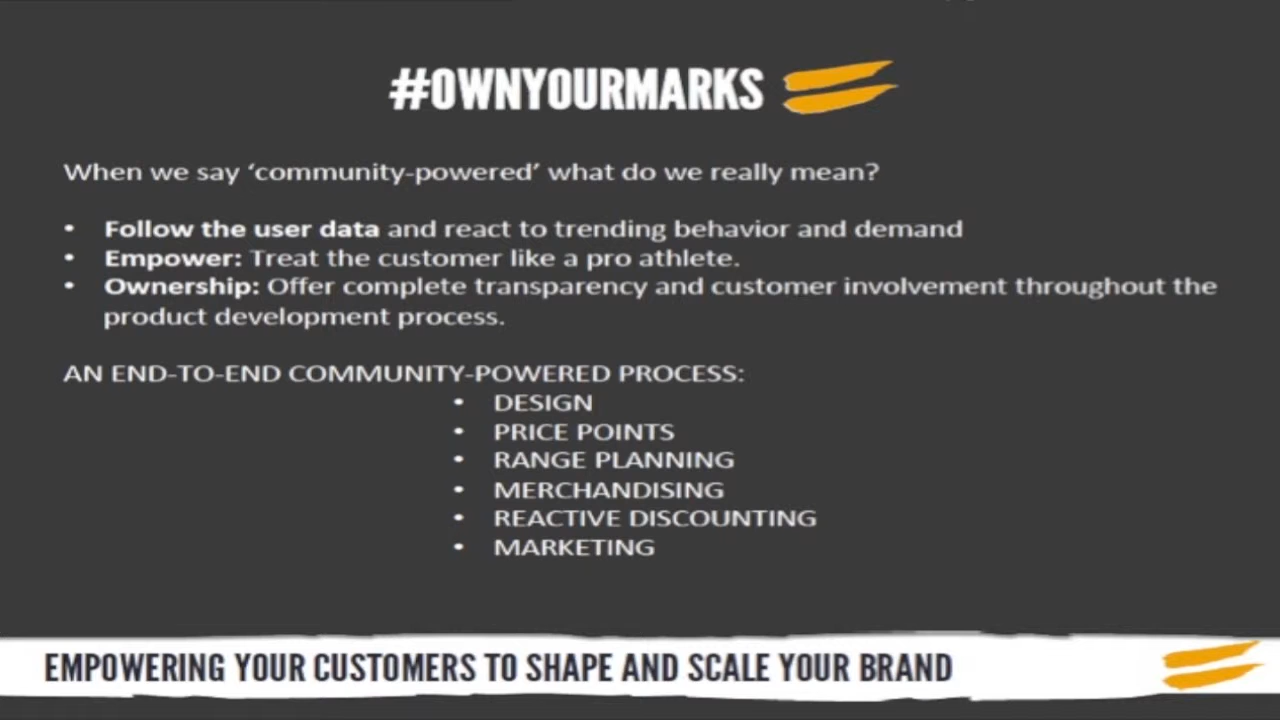 #OWNYOURMARKS
When we say ‘community-powered’ what do we really mean?
• Follow the user data and react to trending behavior and demand
• Empower: Treat the customer like a pro athlete.
• Ownership: Offer complete transparency and customer involvement throughout the
product development process.
AN END-TO-END COMMUNITY-POWERED PROCESS:
• DESIGN
• PRICE POINTS
• RANGE PLANNING
• MERCHANDISING
• REACTIVE DISCOUNTING
• MARKETING
EMPOWERING YOUR CUSTOMERS TO SHAPE AND SCALE YOUR BRAND